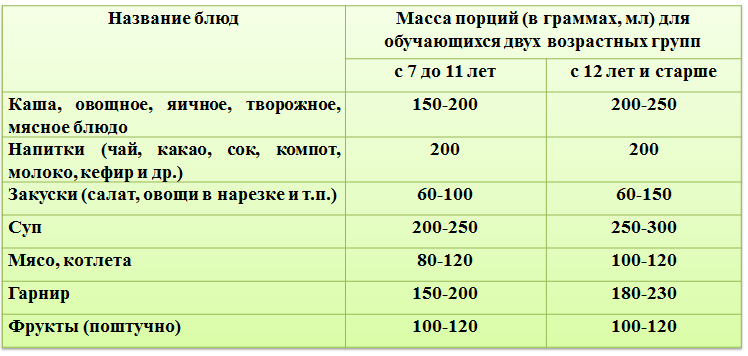 Название блюд
Масса порций (в граммах, мл) для
обучающихся двух возрастных групп
с 7 до 11 лет
с 12 лет и старше
Каша, овощное, яичное, творожное,
мясное блюдо
150-200
200-250
Напитки (чай, какао, сок, компот,
молоко, кефир и др.)
200
200
Закуски (салат, овощи в нарезке и т.п.)
60-100
60-150
Суп
200-250
250-300
Мясо, котлета
80-120
100-120
Гарнир
150-200
180-230
Фрукты (поштучно)
100-120
100-120